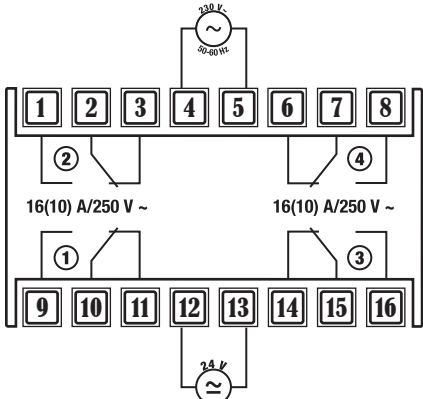 230 V~
50-60 Hz
1 2 3 4 5 6 7 8
2 4
16(10) A/250 V ~ 16(10) A/250 V ~
1 3
9 10 11 12 13 14 15 16
24 V